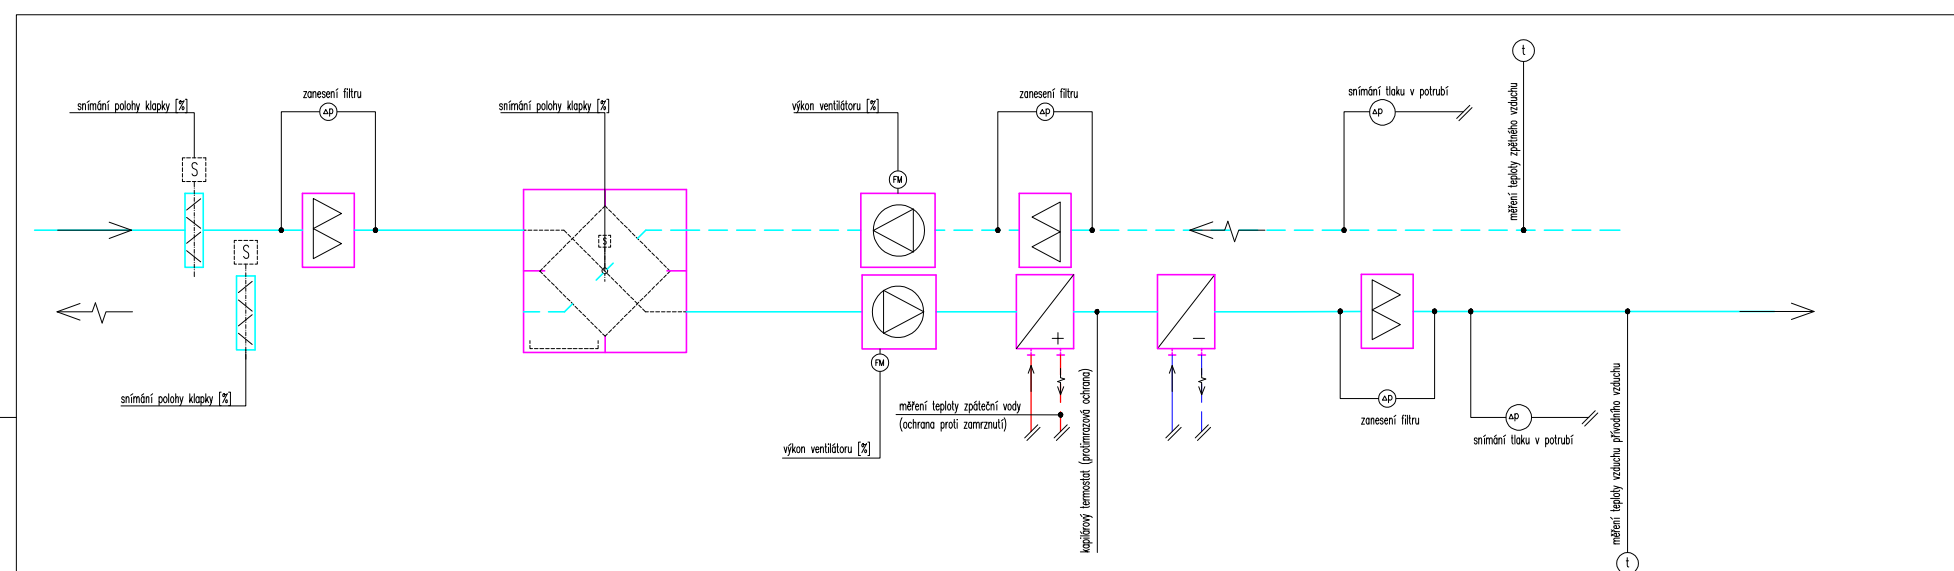 t
zanesení filtru
zanesení filtru
snímání tlaku v potrubí
snímání polohy klapky [%]
snímání polohy klapky [%]
výkon ventilátoru [%]
Δp
Δp
Δp
měření teploty zpětného vzduchu
S
FM
S
S
FM
snímání polohy klapky [%]
měření teploty zpáteční vody
(ochrana proti zamrznutí)
výkon ventilátoru [%]
kapilárový termostat (protimrazová ochrana)
Δp
zanesení filtru
Δp
snímání tlaku v potrubí
měření teploty vzduchu přívodního vzduchu
t